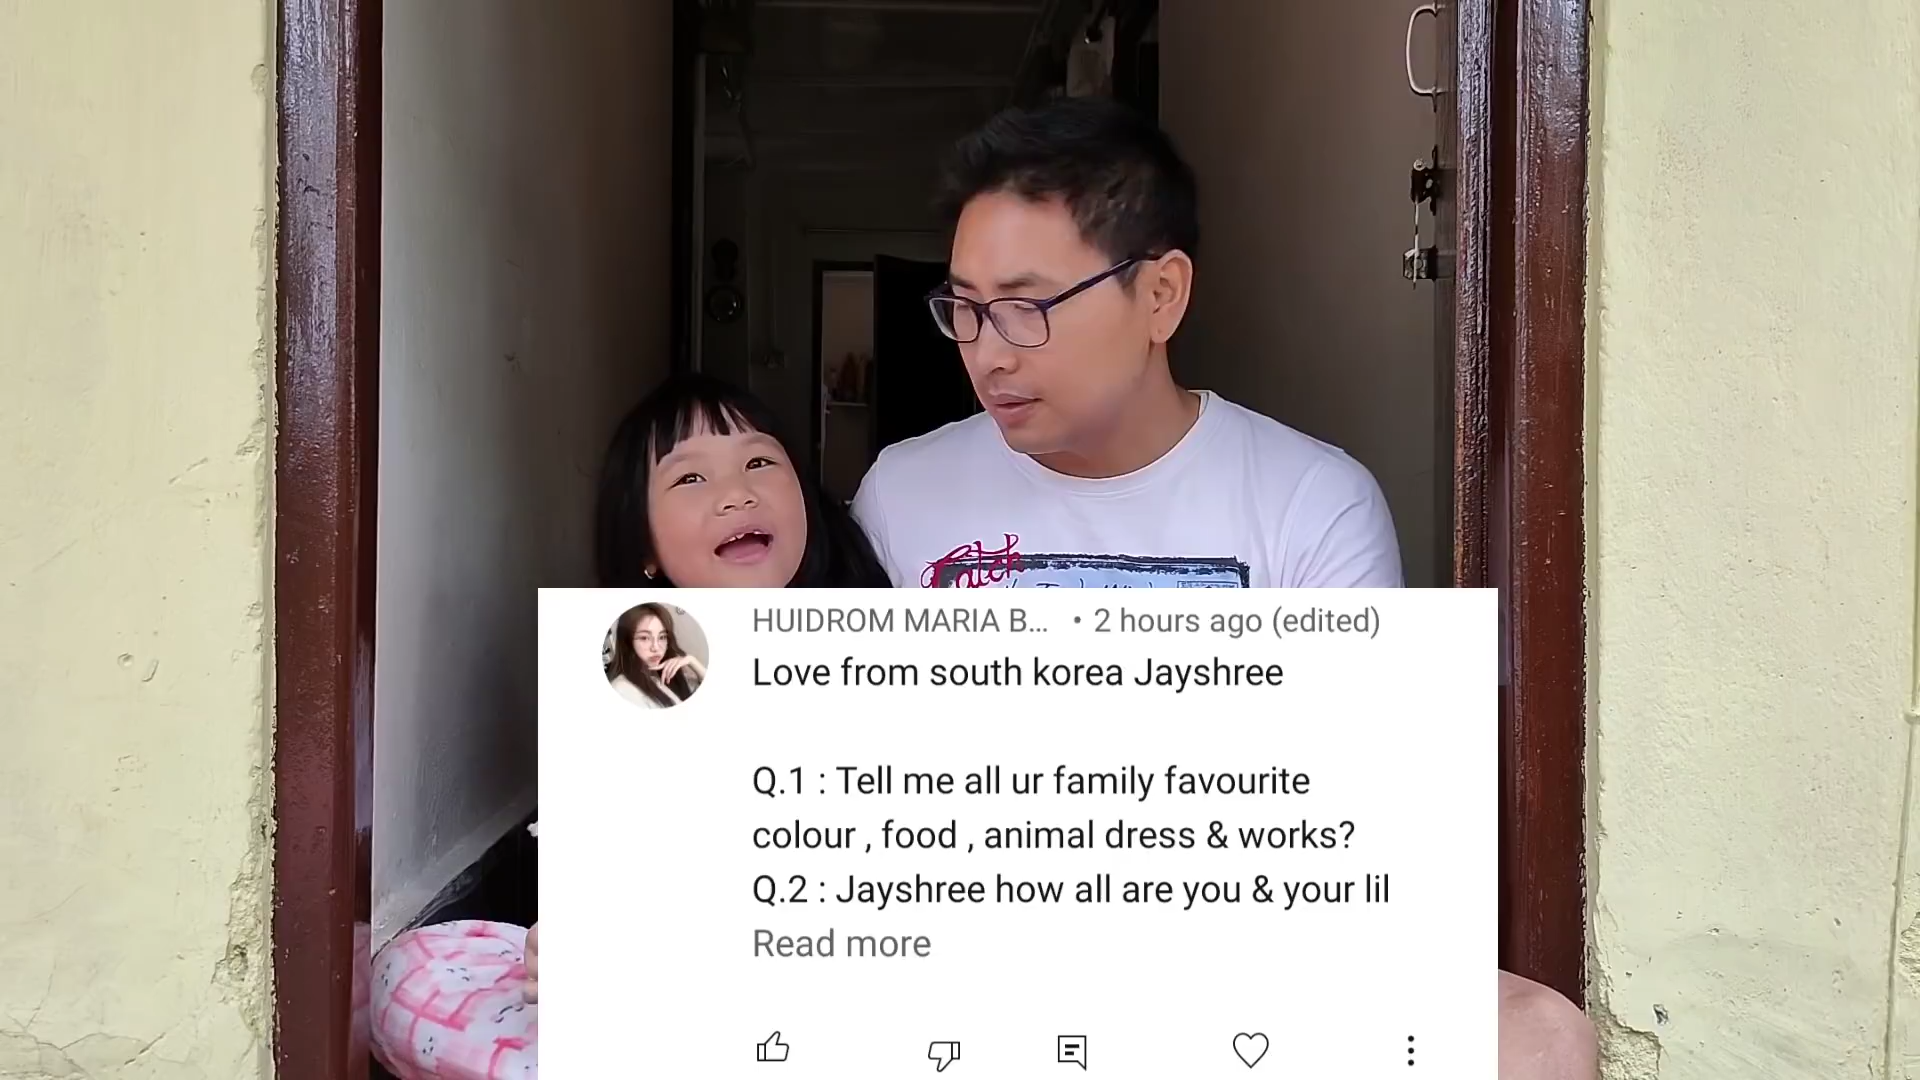 Catch
HUIDROM MARIA B... • 2 hours ago (edited)
Love from south korea Jayshree
Q.1 : Tell me all ur family favourite
colour , food , animal dress & works?
Q.2 : Jayshree how all are you & your lil
Read more